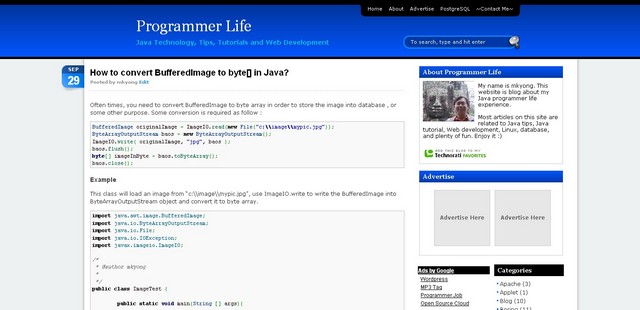 Home About Advertise PostgreSQL ~Contact Me~
Programmer Life
Java Technology, Tips, Tutorials and Web Development
To search, type and hit enter
SEP
29
How to convert BufferedImage to byte[] in Java?
Posted by mkyong Edit
Often times, you need to convert BufferedImage to byte array in order to store the image into database , or
some other purpose. Some conversion is required as follow :
BufferedImage originalImage = ImageIO.read(new File("c:\\image\\mypic.jpg"));
ByteArrayOutputStream baos = new ByteArrayOutputStream();
ImageIO.write( originalImage, "jpg", baos );
baos.flush();
byte[] imageInByte = baos.toByteArray();
baos.close();
Example
This class will load an image from "c:\\image\\mypic.jpg", use ImageIO.write to write the BufferedImage into
ByteArrayOutputStream object and convert it to byte array.
import java.awt.image.BufferedImage;
import java.io.ByteArrayOutputStream;
import java.io.File;
import java.io.IOException;
import javax.imageio.ImageIO;
/*
* @author mkyong
*
*/
public class ImageTest {
public static void main(String [] args){
About Programmer Life
My name is mkyong. This
website is blog about my
Java programmer life
experience.
Most articles on this site are
related to Java tips, Java
tutorial, Web development, Linux, database,
and plenty of fun. Enjoy it :)
ADD THIS BLOG TO MY
Technorati FAVORITES
Advertise
Advertise Here
Advertise Here
Ads by Google
Wordpress
MP3 Tag
Programmer Job
Open Source Cloud
Categories
Apache (3)
Applet (1)
Blog (10)